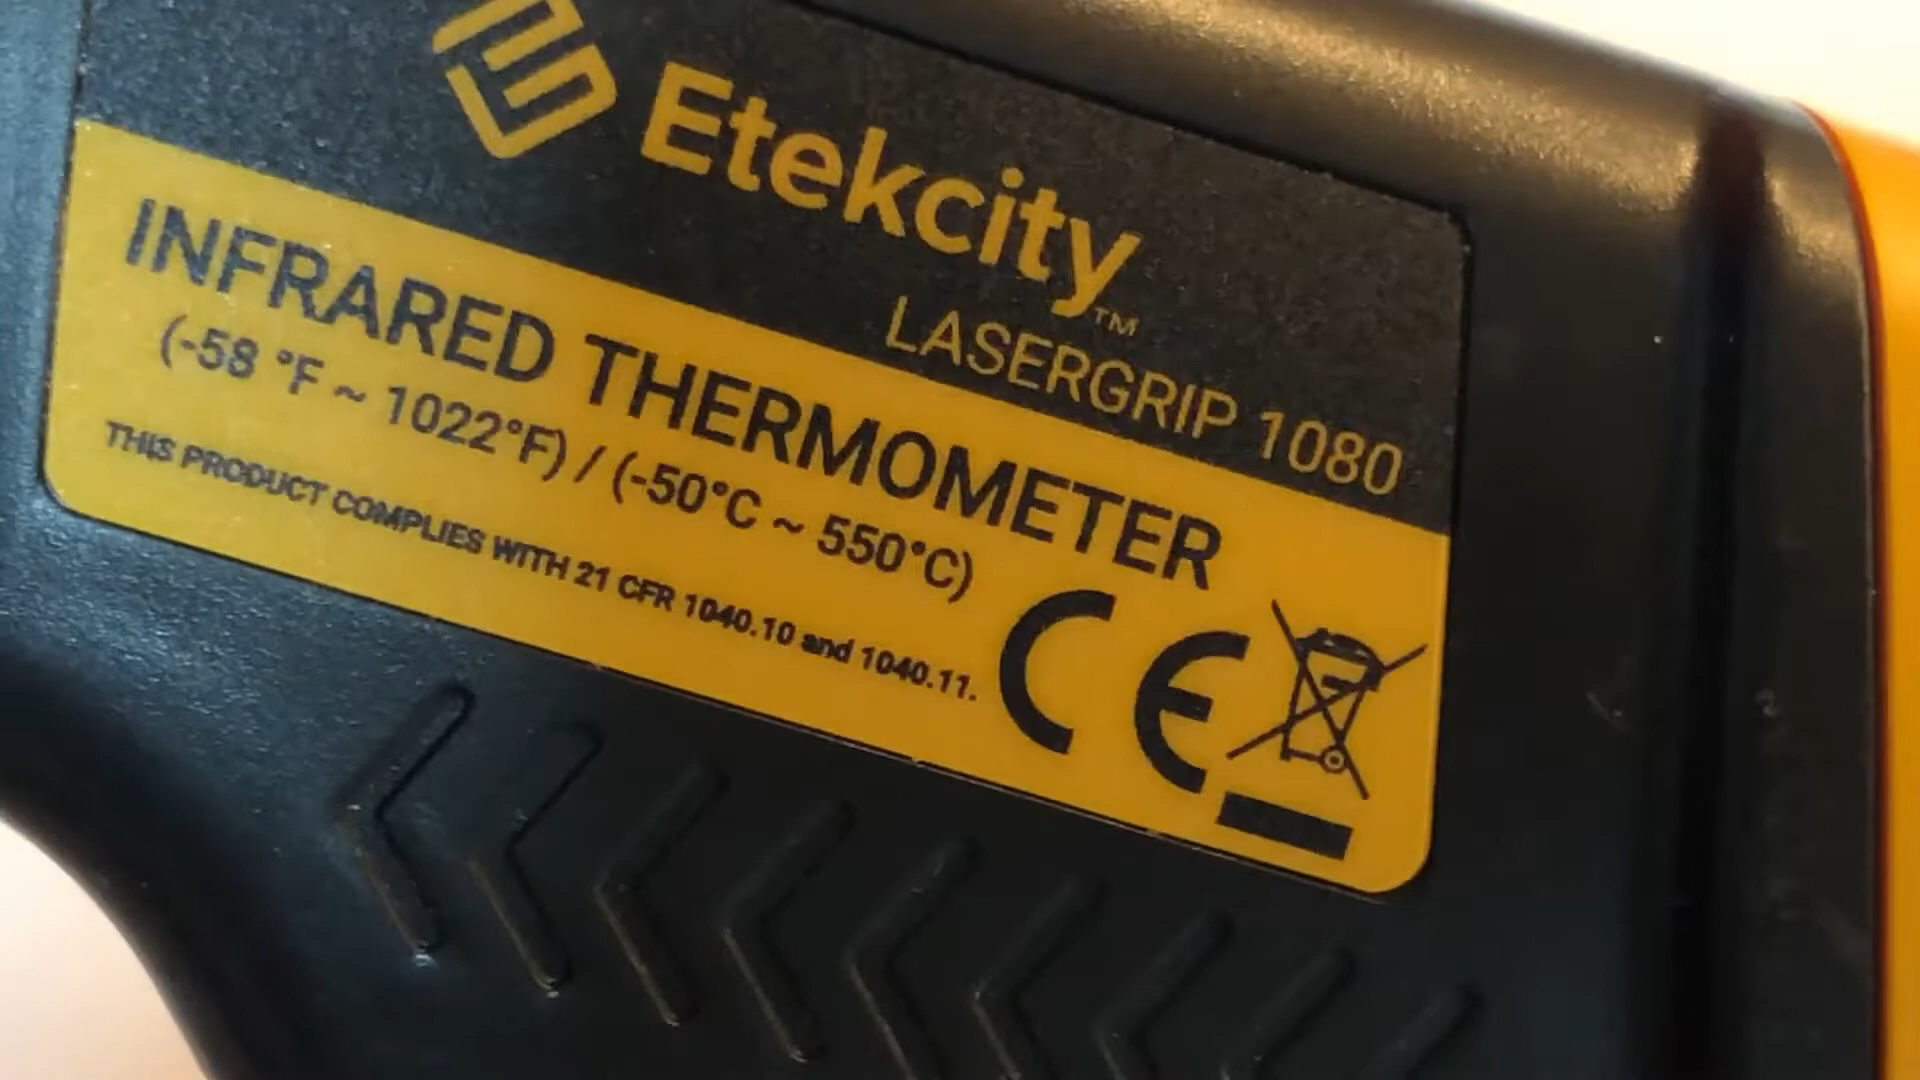 Etekcity™
LASERGRIP 1080
INFRARED THERMOMETER
(-58 °F ~ 1022°F) / (-50°C ~ 550°C)
THIS PRODUCT COMPLIES WITH 21 CFR 1040.10 and 1040.11.
CE